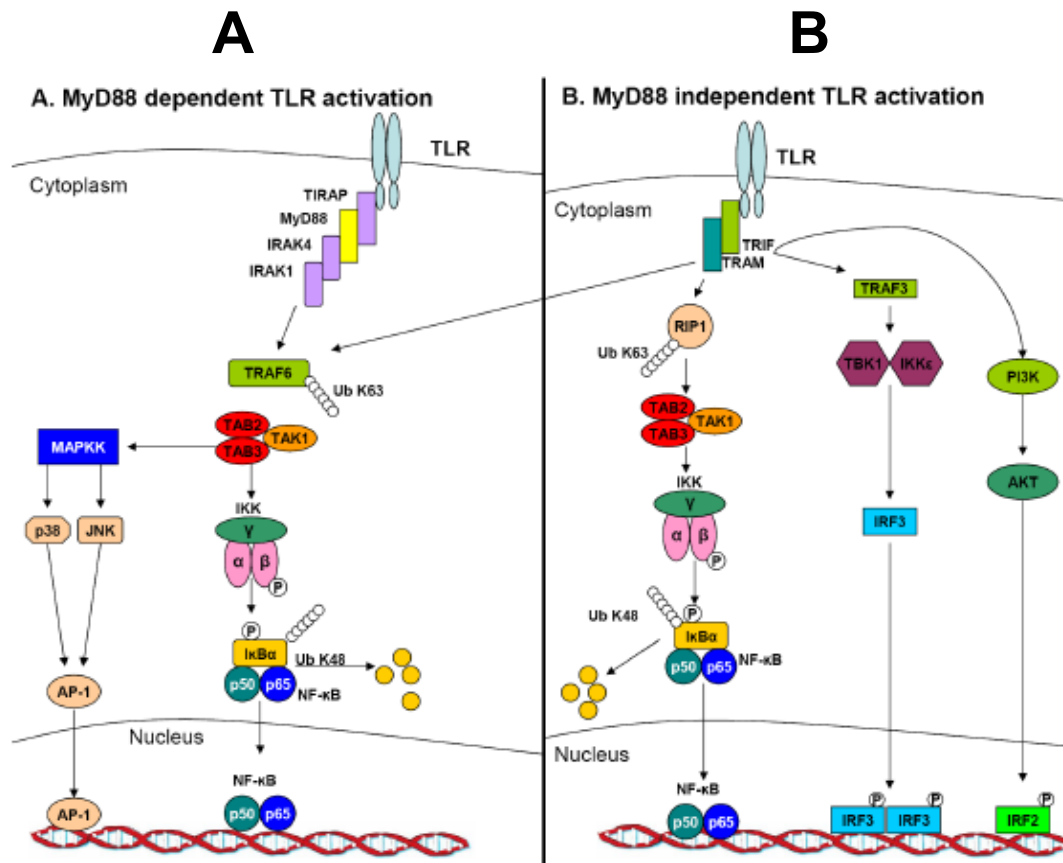 A
B
A. MyD88 dependent TLR activation
TLR
Cytoplasm
TIRAP
MyD88
IRAK4
IRAK1
TRAF6
Ub K63
TAB2
TAK1
TAB3
MAPKK
IKK
γ
p38
JNK
α
β
P
P
IκBα
Ub K48
p50
p65
NF-κB
AP-1
Nucleus
NF-κB
p50
p65
AP-1
B. MyD88 independent TLR activation
TLR
Cytoplasm
TRIF
TRAM
TRAF3
RIP1
Ub K63
TBK1
IKKε
PI3K
TAB2
TAK1
TAB3
IKK
γ
AKT
α
β
IRF3
P
Ub K48
P
IκBα
p50
p65
NF-κB
Nucleus
NF-κB
p50
p65
P
P
IRF3
IRF3
P
IRF2